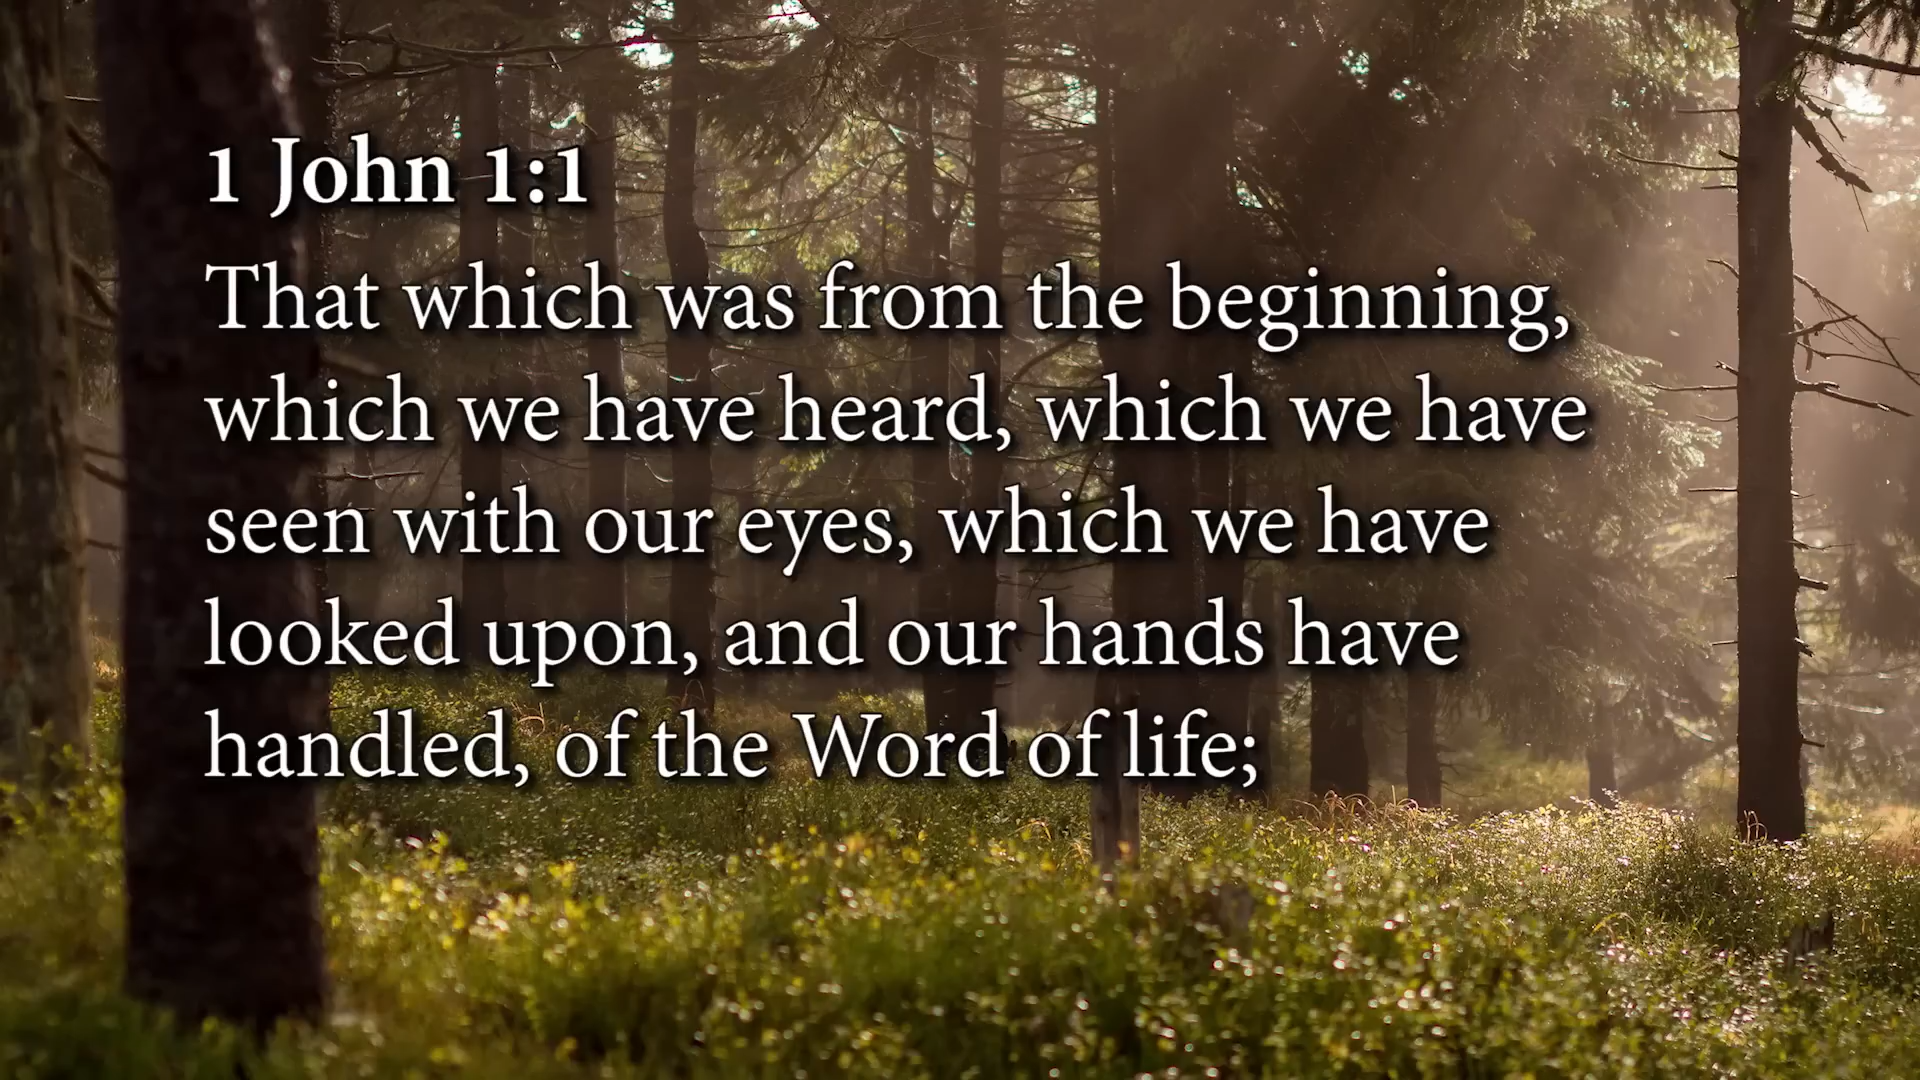 1 John 1:1
That which was from the beginning,
which we have heard, which we have
seen with our eyes, which we have
looked upon, and our hands have
handled, of the Word of life;